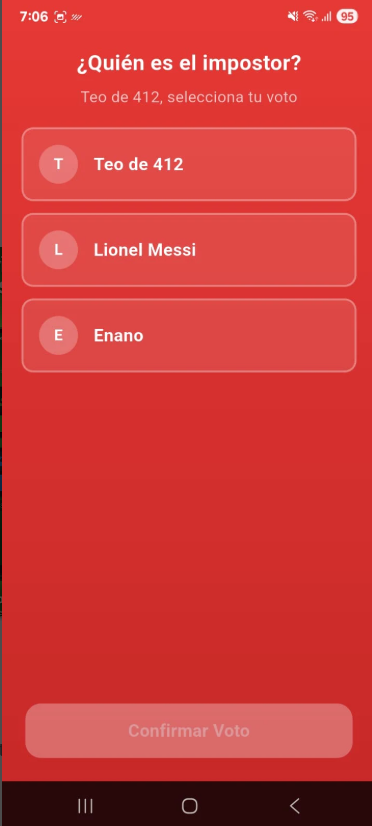 7:06
95
¿Quién es el impostor?
Teo de 412, selecciona tu voto
T Teo de 412
L Lionel Messi
E Enano
Confirmar Voto